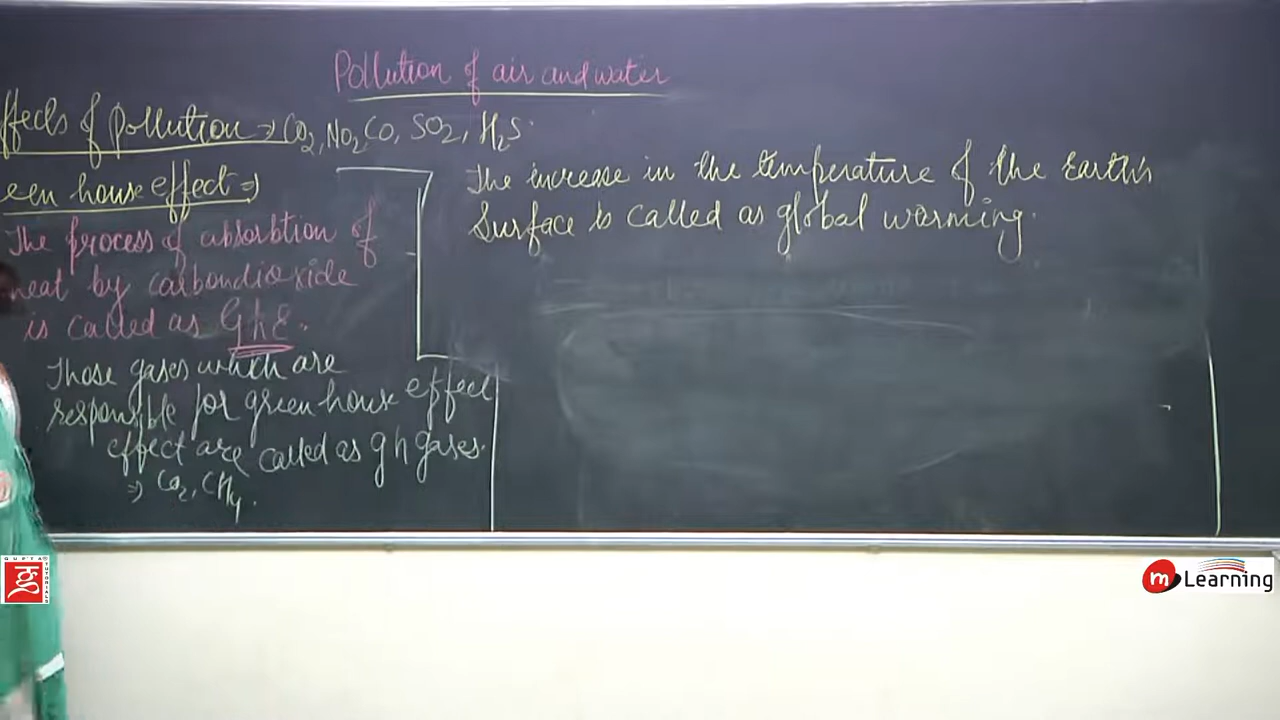 Pollution of air and water
ffects of pollution ⇒ CO2, NO2 CO, SO2, H2S.
een house effect ⇒
The process of absorbtion of
heat by carbondioxide
is called as GhE.
Those gases which are
responsible for green house effect
effect are called as g h gases.
⇒ CO2, CH4.
The increase in the temperature of the Earth's
Surface is called as global warming.
GUPTA
TUTORIALS
m Learning